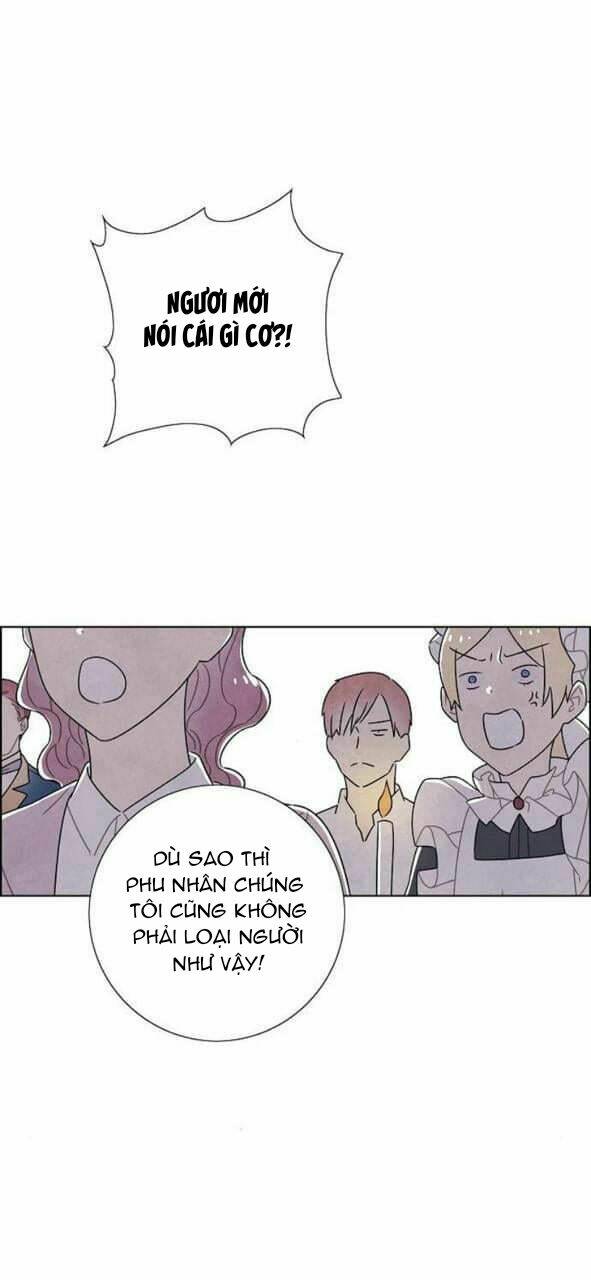 NGƯƠI MỚI
NÓI CÁI GÌ CƠ?!
DÙ SAO THÌ
PHU NHÂN CHÚNG
TÔI CŨNG KHÔNG
PHẢI LOẠI NGƯỜI
NHƯ VẬY!